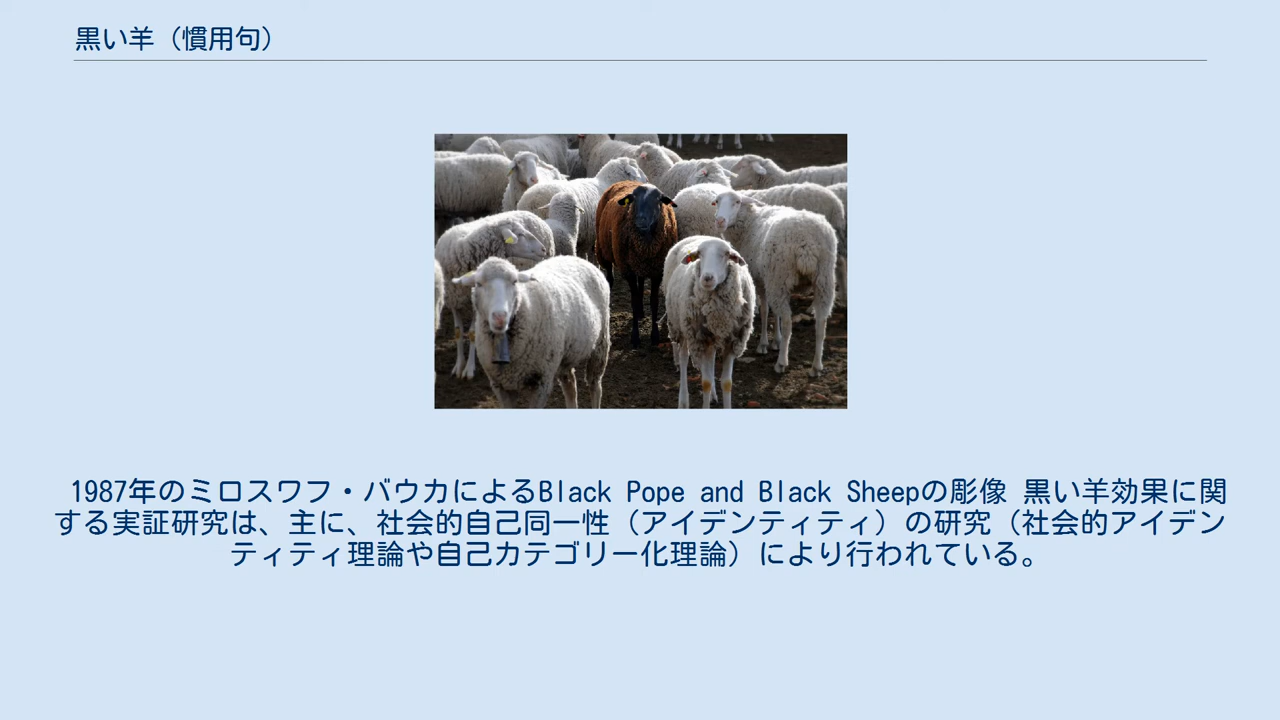 黒い羊（慣用句）
1987年のミロスワフ・バウカによるBlack Pope and Black Sheepの彫像 黒い羊効果に関
する実証研究は、主に、社会的自己同一性（アイデンティティ）の研究（社会的アイデン
ティティ理論や自己カテゴリー化理論）により行われている。